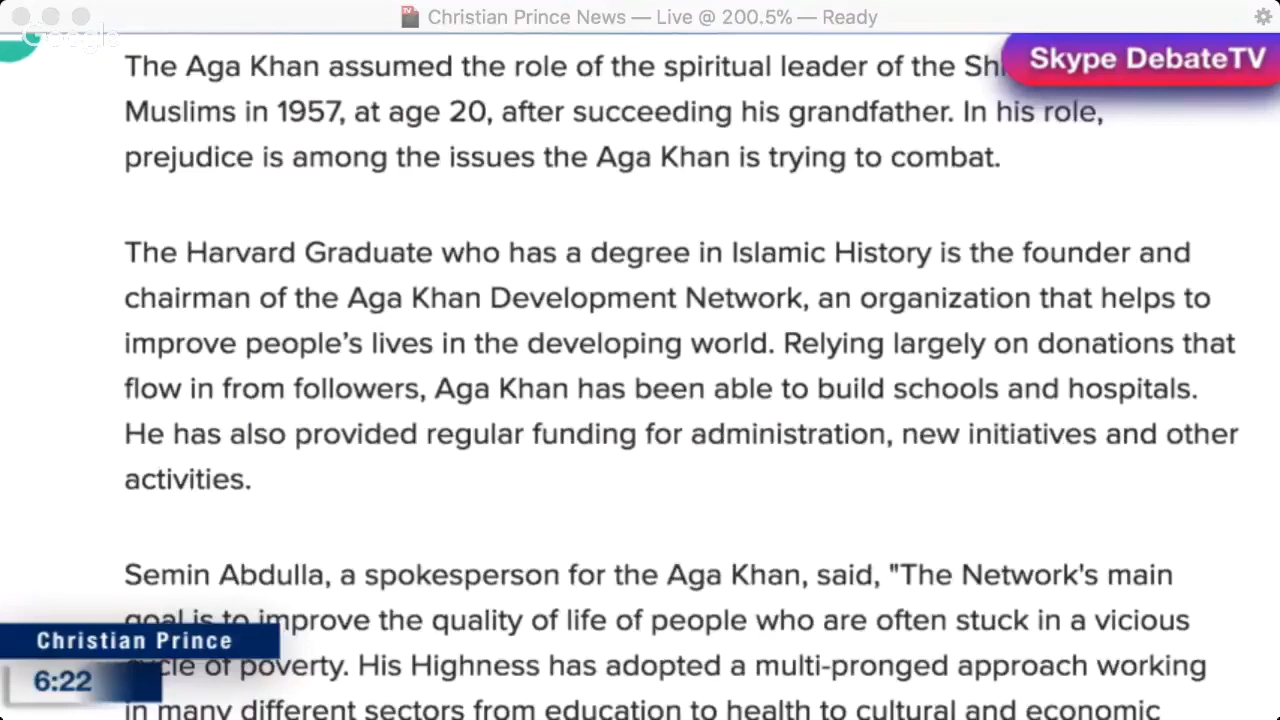 Christian Prince News — Live @ 200.5% — Ready
Google
Skype DebateTV
The Aga Khan assumed the role of the spiritual leader of the
Muslims in 1957, at age 20, after succeeding his grandfather. In his role,
prejudice is among the issues the Aga Khan is trying to combat.
The Harvard Graduate who has a degree in Islamic History is the founder and
chairman of the Aga Khan Development Network, an organization that helps to
improve people’s lives in the developing world. Relying largely on donations that
flow in from followers, Aga Khan has been able to build schools and hospitals.
He has also provided regular funding for administration, new initiatives and other
activities.
Semin Abdulla, a spokesperson for the Aga Khan, said, "The Network's main
goal is to improve the quality of life of people who are often stuck in a vicious
cycle of poverty. His Highness has adopted a multi-pronged approach working
in many different sectors from education to health to cultural and economic
Christian Prince
6:22